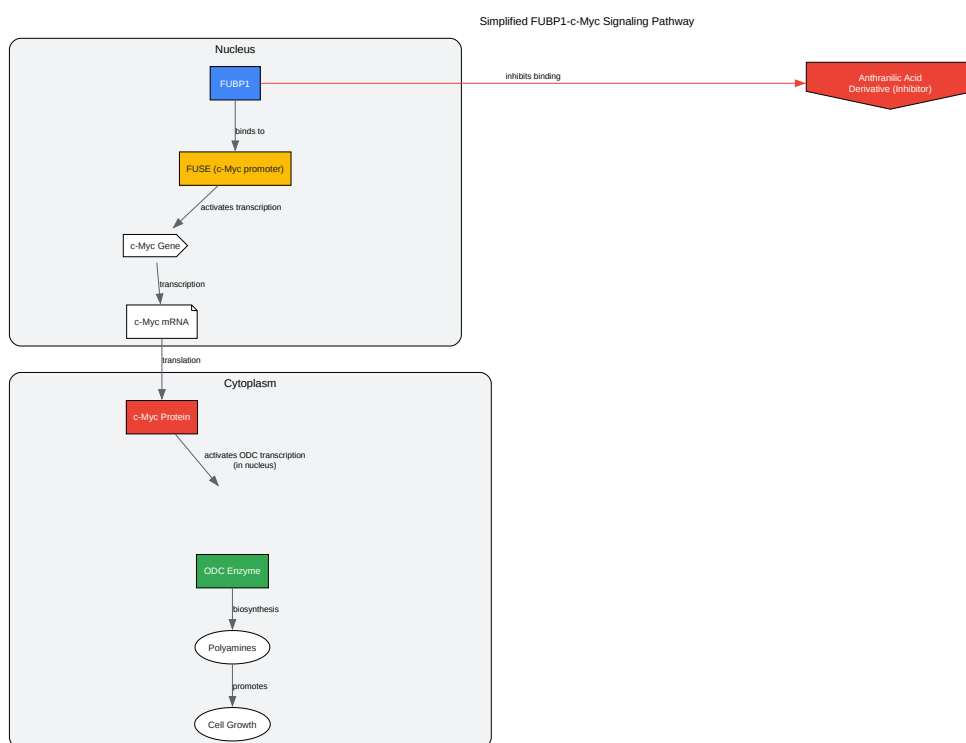 Simplified FUBP1-c-Myc Signaling Pathway
Nucleus
FUBP1
inhibits binding
Anthranilic Acid
Derivative (Inhibitor)
binds to
FUSE (c-Myc promoter)
activates transcription
c-Myc Gene
transcription
c-Myc mRNA
translation
Cytoplasm
c-Myc Protein
activates ODC transcription
(in nucleus)
ODC Enzyme
biosynthesis
Polyamines
promotes
Cell Growth